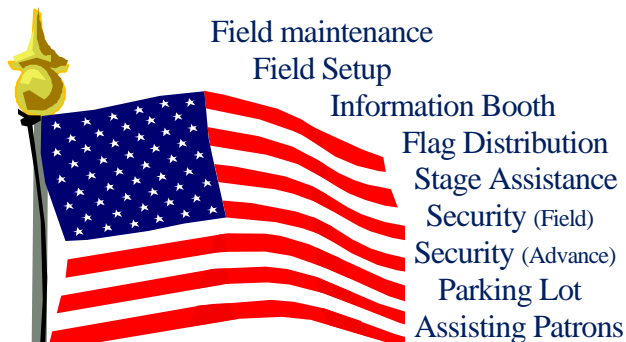 Field maintenance
Field Setup
Information Booth
Flag Distribution
Stage Assistance
Security (Field)
Security (Advance)
Parking Lot
Assisting Patrons